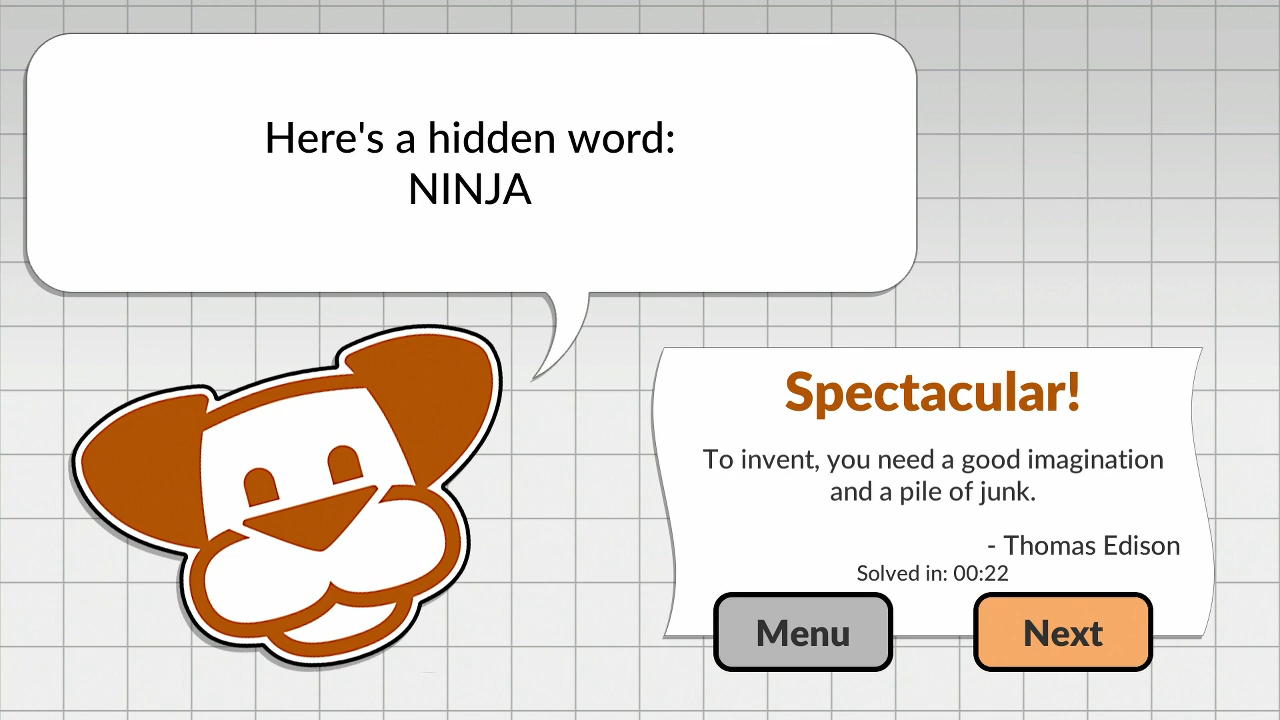 Here's a hidden word:
NINJA
Spectacular!
To invent, you need a good imagination
and a pile of junk.
- Thomas Edison
Solved in: 00:22
Menu
Next